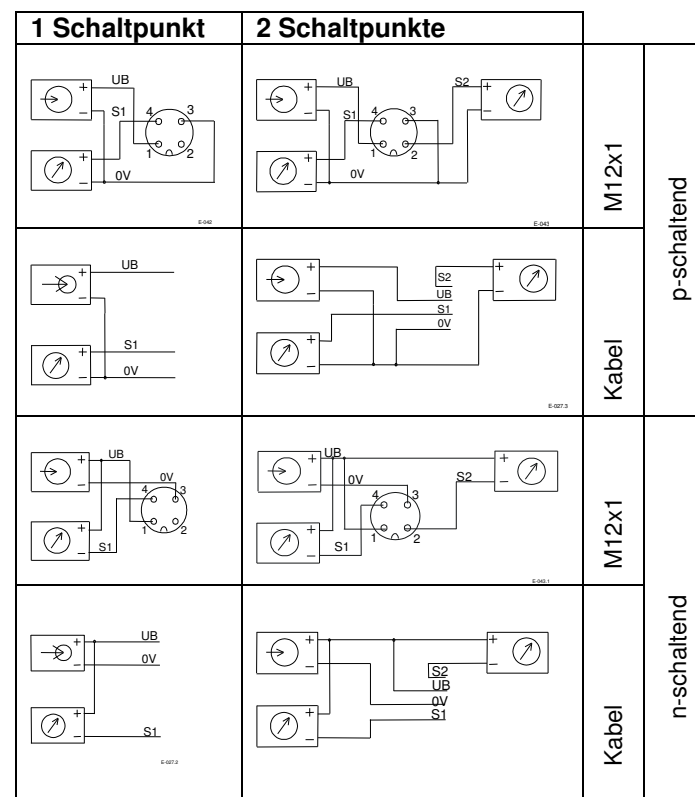 1 Schaltpunkt 2 Schaltpunkte
+ UB
−
S1 4 3
+
1 2
− 0V
E-042
+ UB
−
S2 +
−
S1 4 3
+
1 2
− 0V
E-043
M12x1
p-schaltend
+ UB
−
+ S1
− 0V
+
−
S2
UB
S1
0V
+
−
+
−
E-027.3
Kabel
+ UB
− 0V
4 3
+
1 2
− S1
+ UB
− 0V
4 3
+
1 2
− S1
S2
+
−
E-043.1
M12x1
n-schaltend
+ UB
− 0V
+
− S1
E-027.2
+
−
S2
UB
0V
S1
+
−
+
−
Kabel